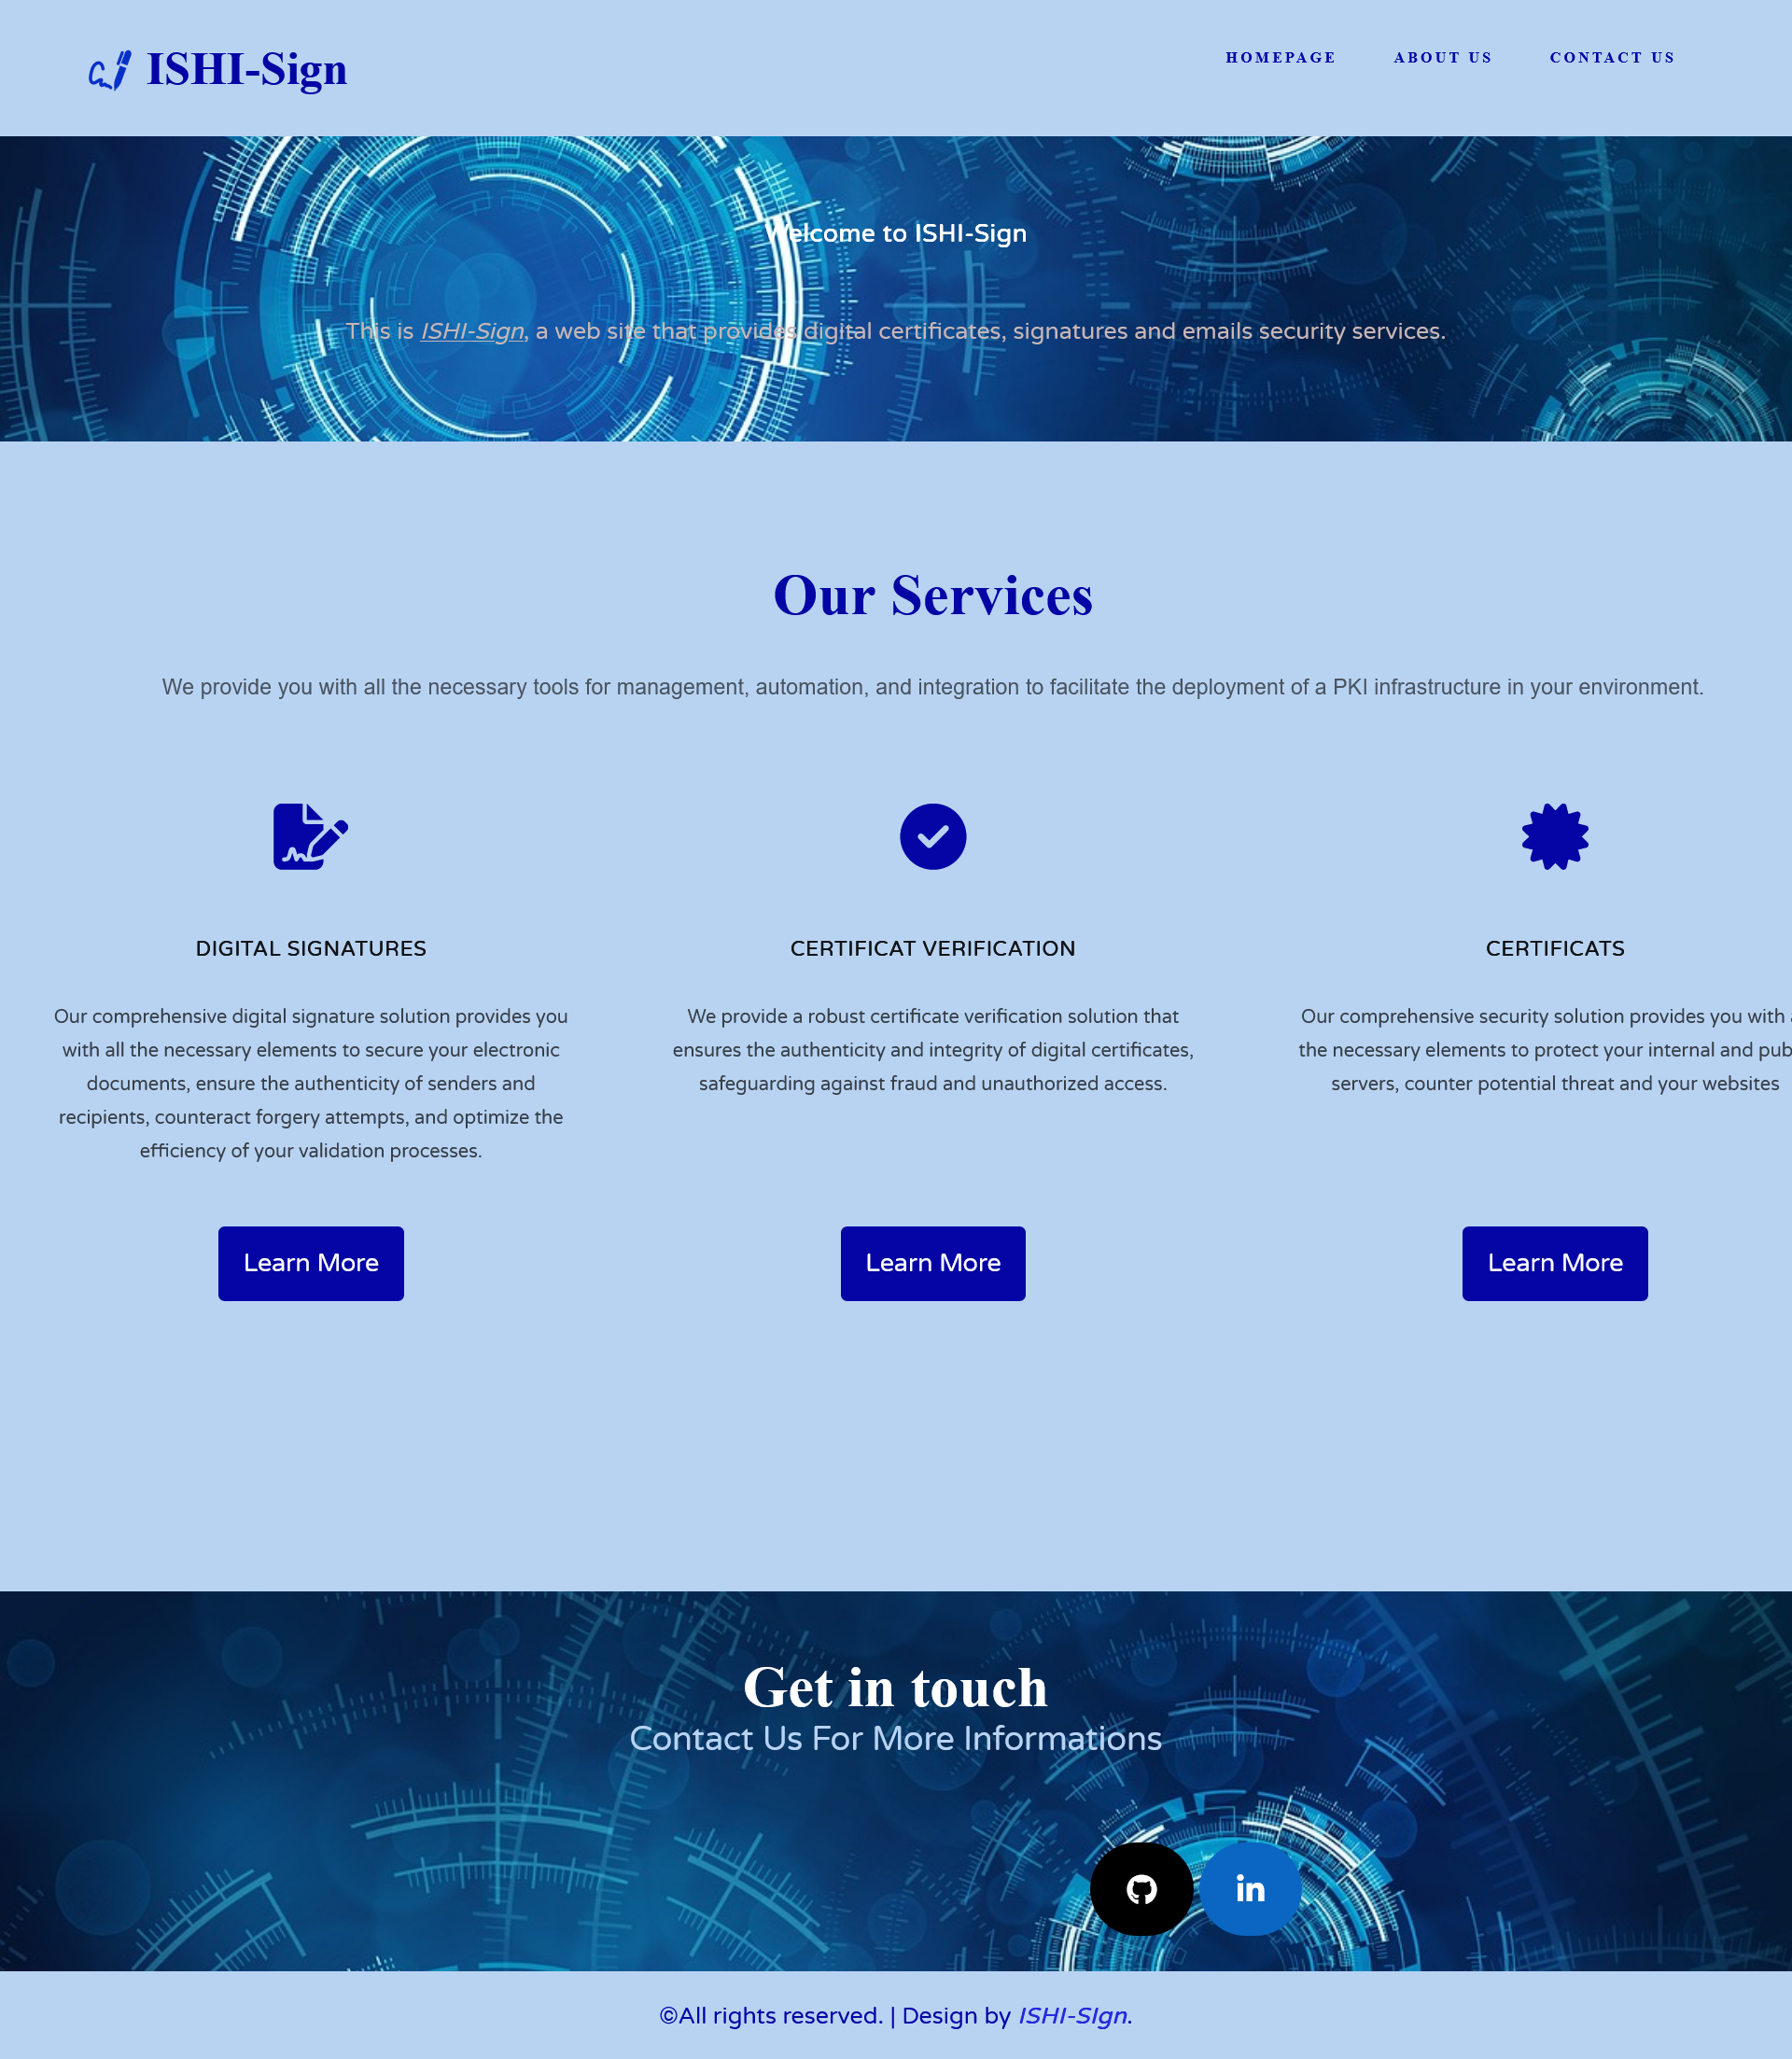 ISHI-Sign
HOMEPAGE ABOUT US CONTACT US
Welcome to ISHI-Sign
This is ISHI-Sign, a web site that provides digital certificates, signatures and emails security services.
Our Services
We provide you with all the necessary tools for management, automation, and integration to facilitate the deployment of a PKI infrastructure in your environment.
DIGITAL SIGNATURES
Our comprehensive digital signature solution provides you
with all the necessary elements to secure your electronic
documents, ensure the authenticity of senders and
recipients, counteract forgery attempts, and optimize the
efficiency of your validation processes.
Learn More
CERTIFICAT VERIFICATION
We provide a robust certificate verification solution that
ensures the authenticity and integrity of digital certificates,
safeguarding against fraud and unauthorized access.
Learn More
CERTIFICATS
Our comprehensive security solution provides you with
the necessary elements to protect your internal and
servers, counter potential threat and your websites
Learn More
Get in touch
Contact Us For More Informations
in
©All rights reserved. | Design by ISHI-SIgn.